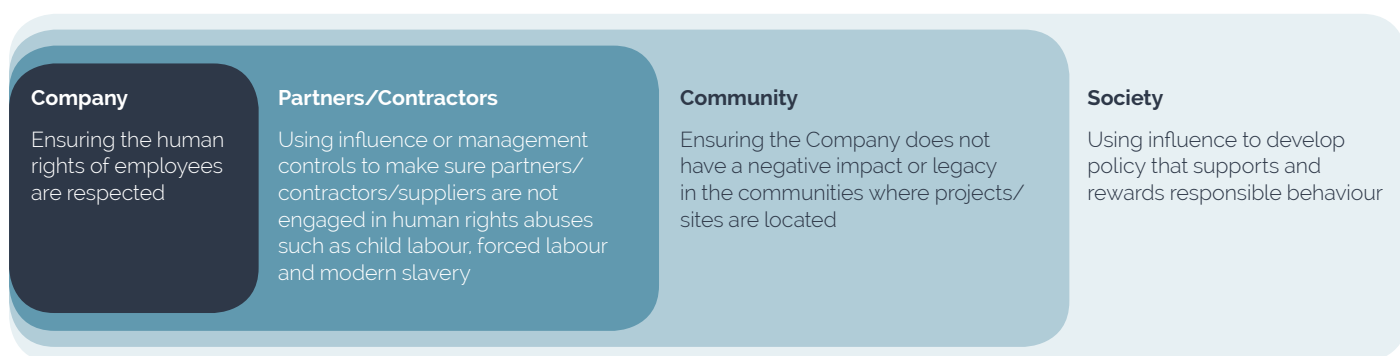 Company
Ensuring the human
rights of employees
are respected
Partners/Contractors
Using influence or management
controls to make sure partners/
contractors/suppliers are not
engaged in human rights abuses
such as child labour, forced labour
and modern slavery
Community
Ensuring the Company does not
have a negative impact or legacy
in the communities where projects/
sites are located
Society
Using influence to develop
policy that supports and
rewards responsible behaviour